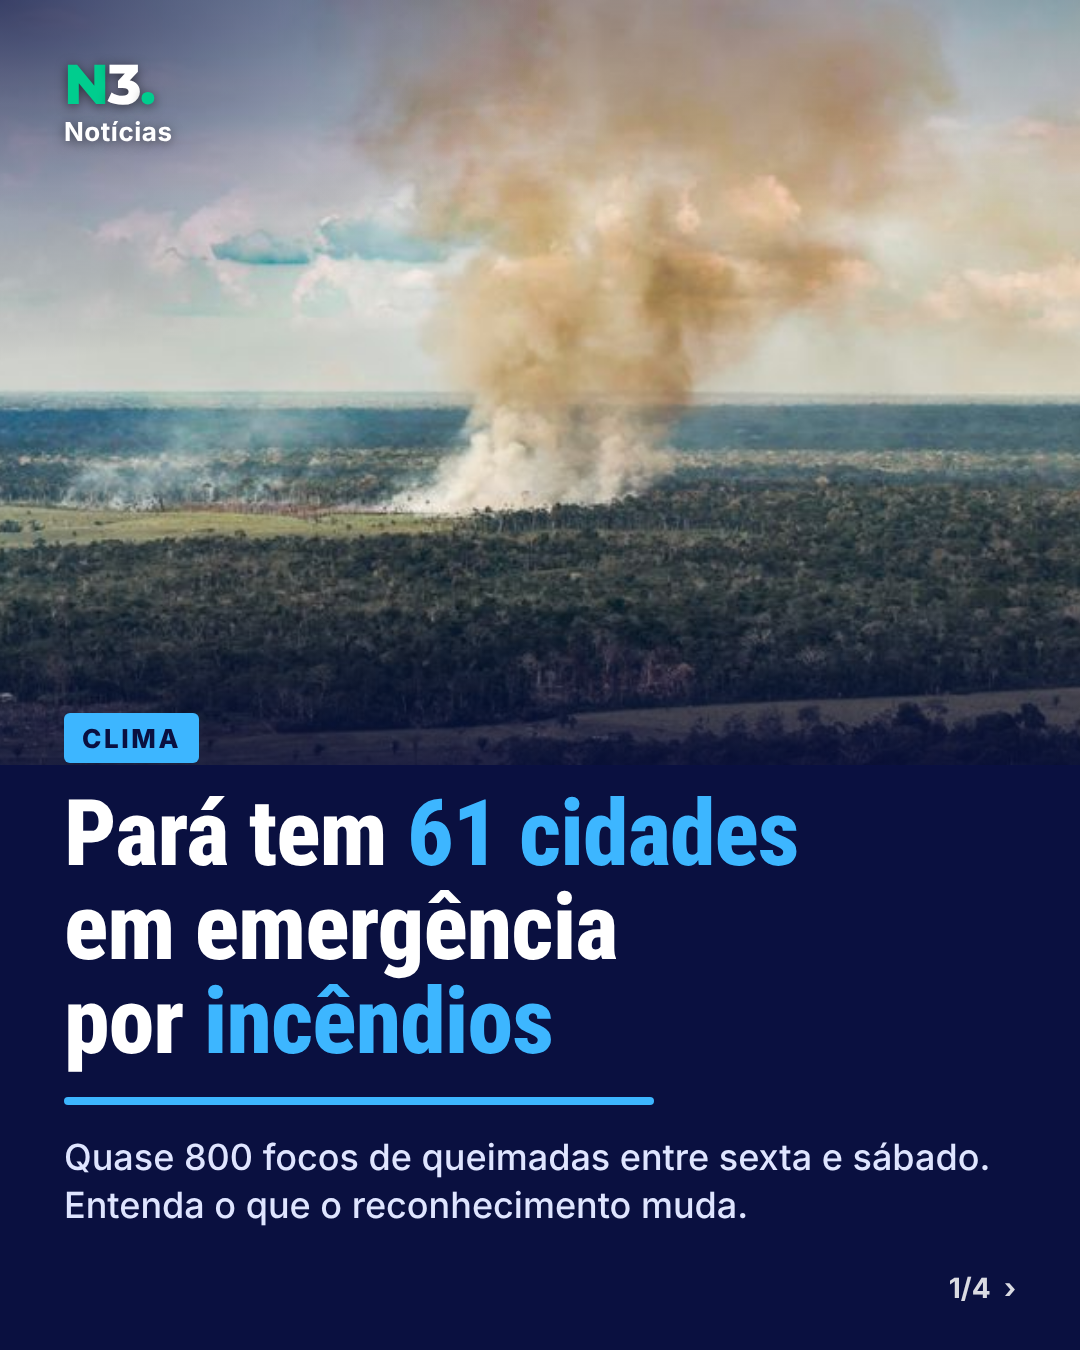 N3.
Notícias
CLIMA
Pará tem 61 cidades
em emergência
por incêndios
Quase 800 focos de queimadas entre sexta e sábado.
Entenda o que o reconhecimento muda.
1/4 ›